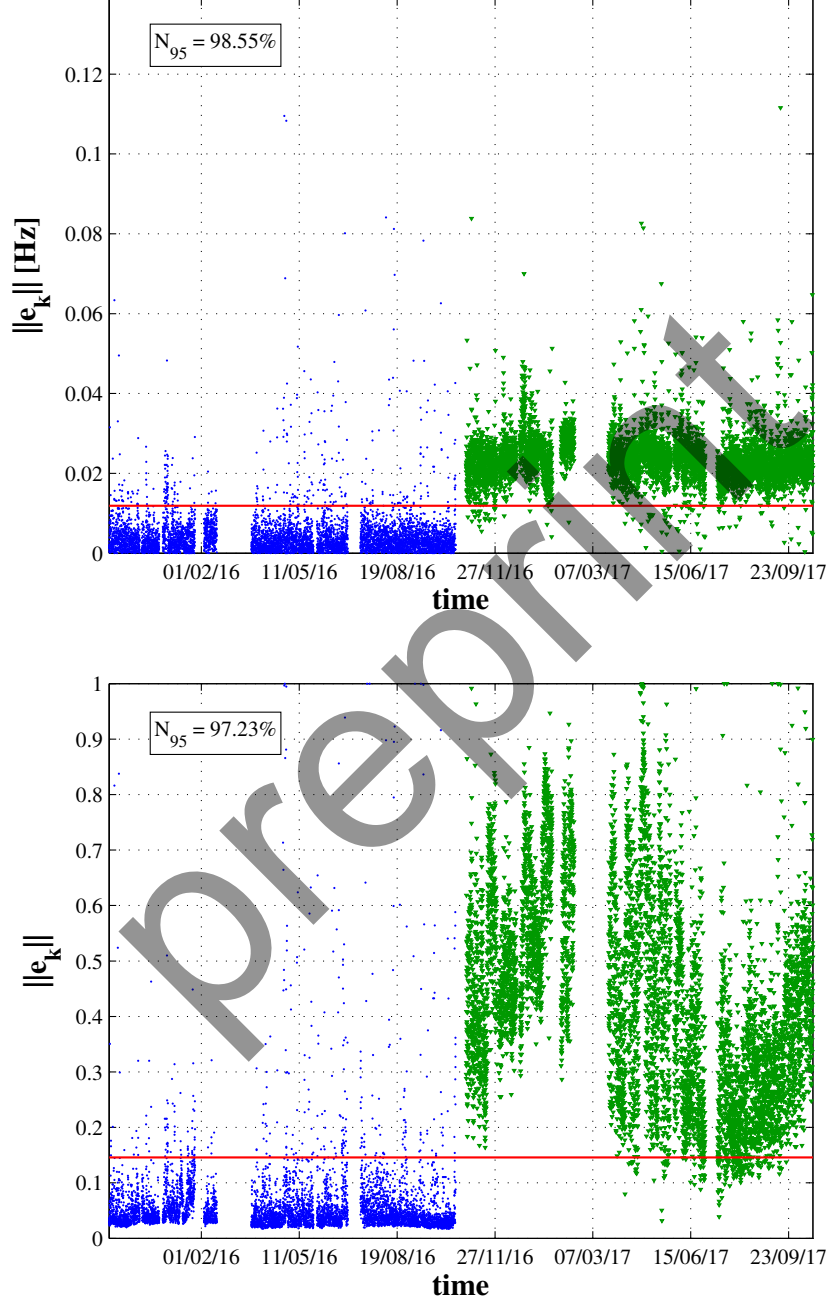 N95 = 98.55%
0.12
0.1
0.08
0.06
0.04
0.02
0
||ek|| [Hz]
01/02/16 11/05/16 19/08/16 27/11/16 07/03/17 15/06/17 23/09/17
time
preprint
1
N95 = 97.23%
0.9
0.8
0.7
0.6
0.5
0.4
0.3
0.2
0.1
0
||ek||
01/02/16 11/05/16 19/08/16 27/11/16 07/03/17 15/06/17 23/09/17
time